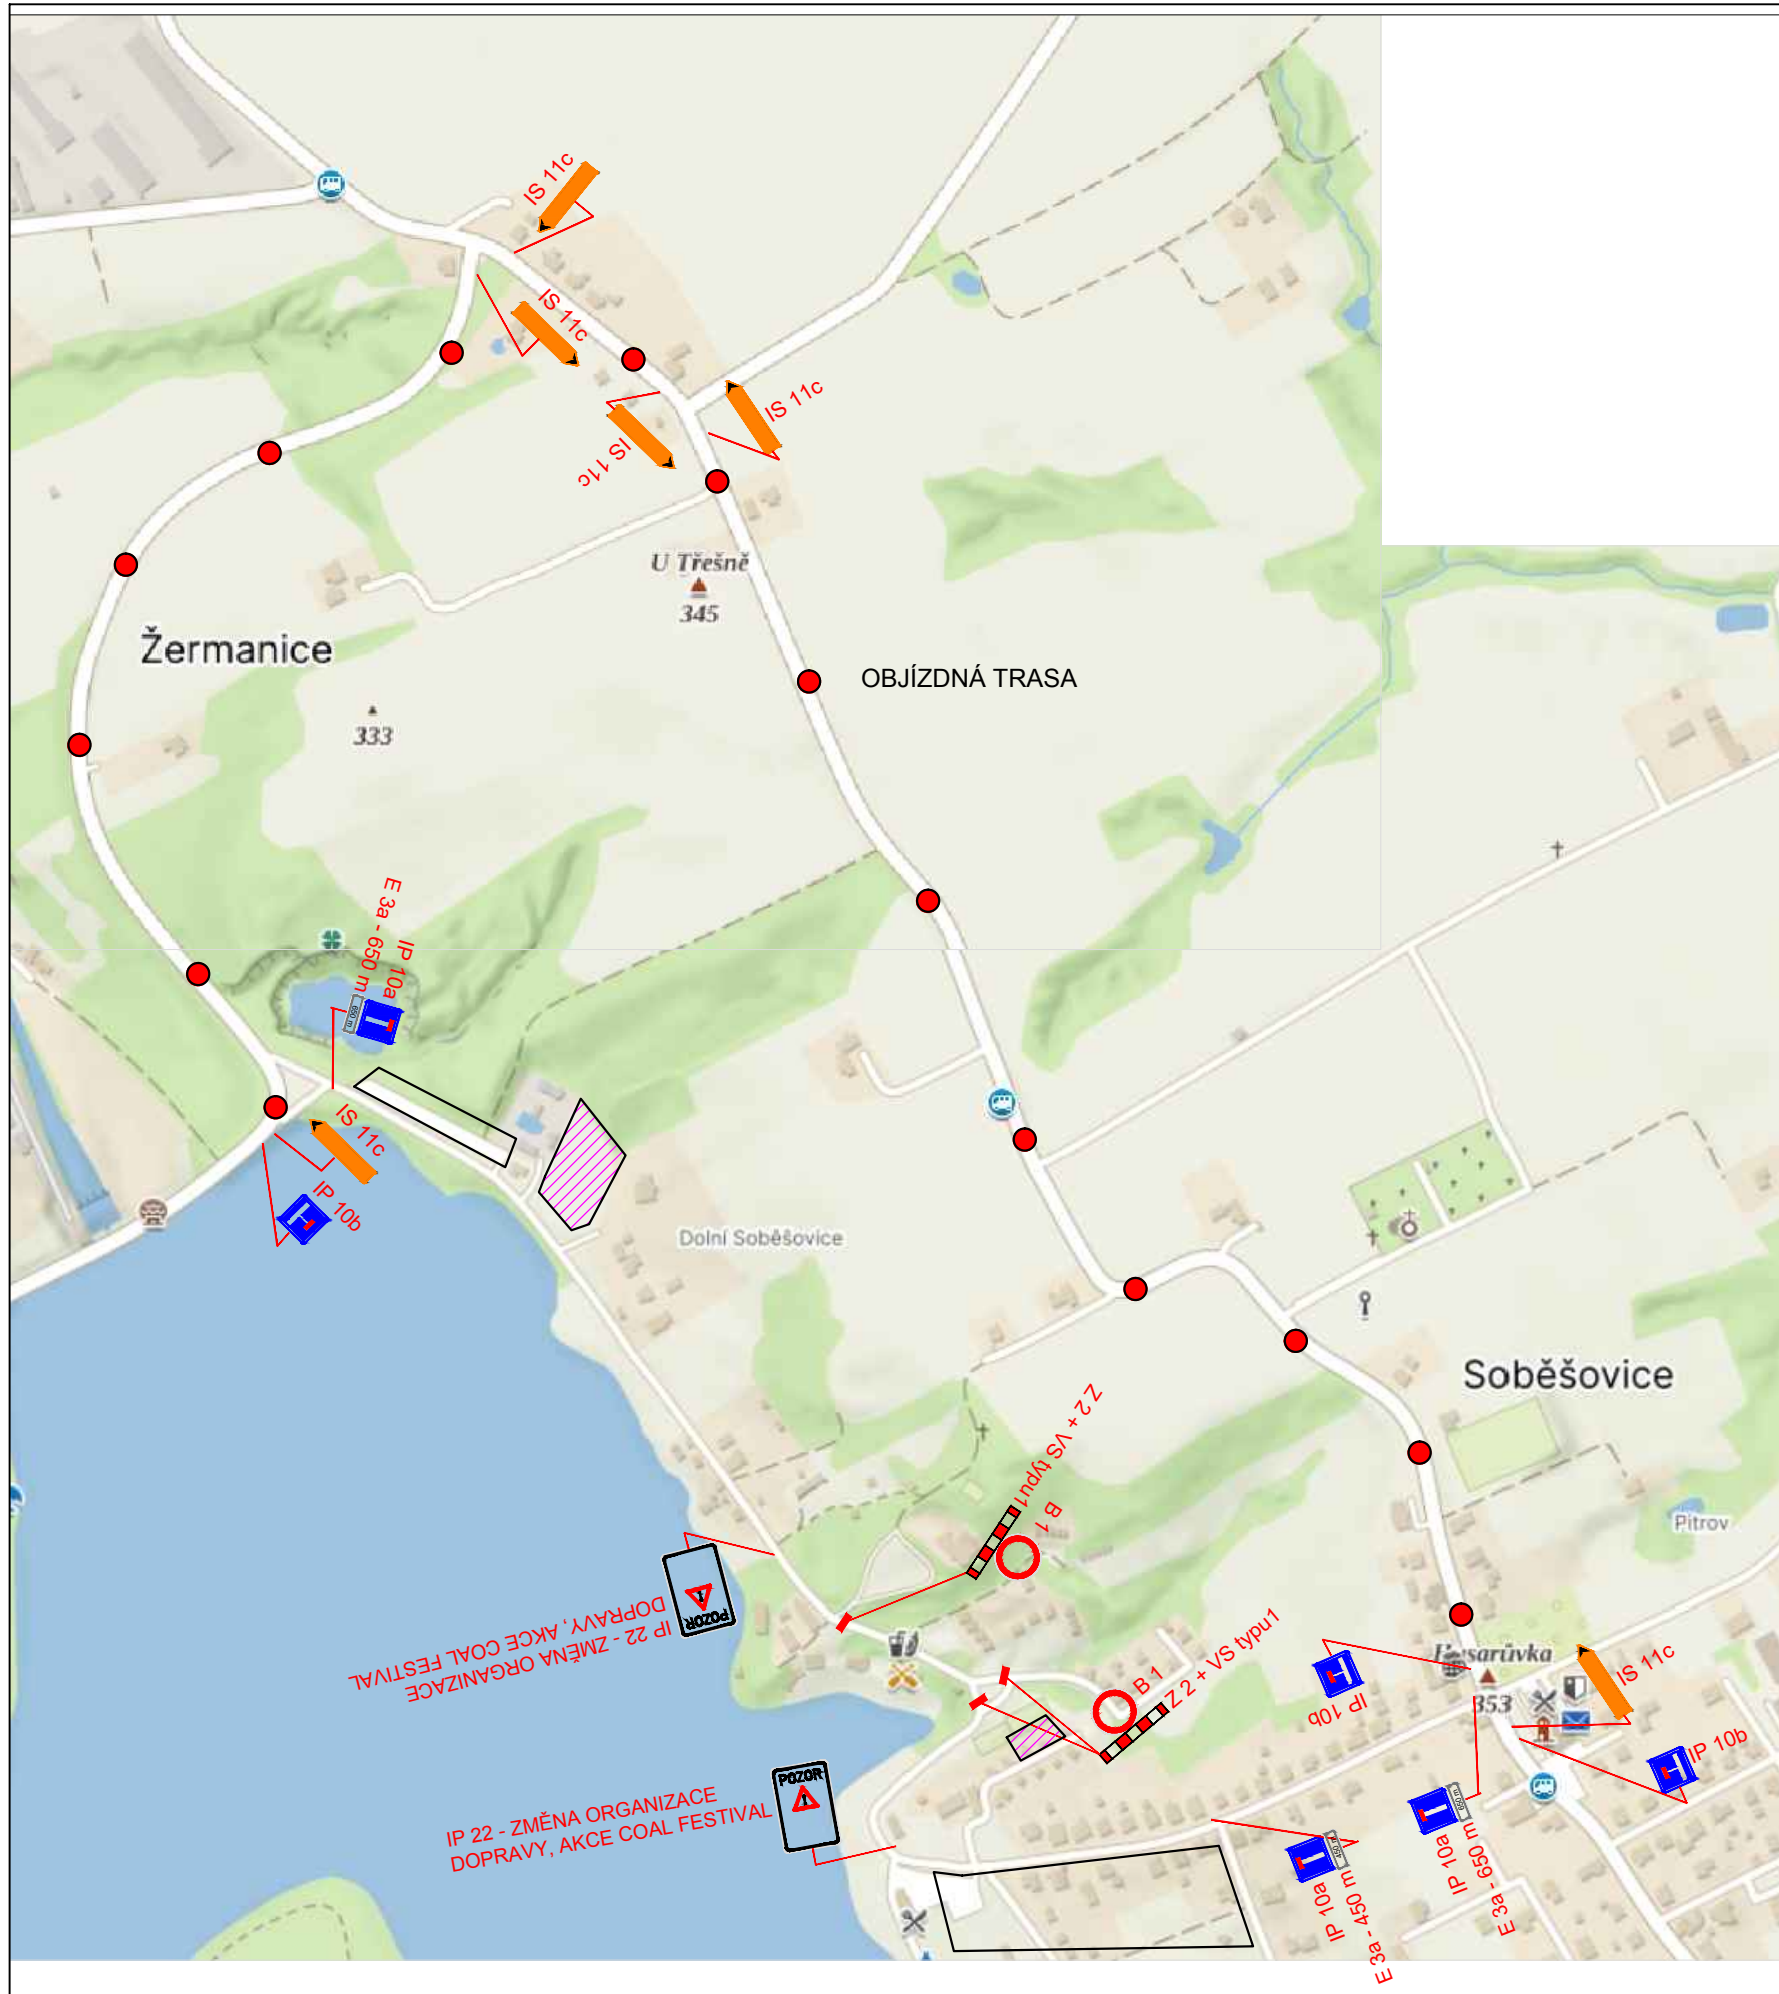 IS 11c
IS 11c
IS 11c
IS 11c
U Třešně
345
Žermanice
OBJÍZDNÁ TRASA
333
E 3a - 650 m
IP 10a
650 m
IS 11c
IP 10b
Dolní Soběšovice
Soběšovice
Z 2 + VS typu1
B 1
Pitrov
POZOR
IP 22 - ZMĚNA ORGANIZACE
DOPRAVY, AKCE COAL FESTIVAL
B 1
Z 2 + VS typu1
IP 10b
353
IS 11c
IP 10b
POZOR
IP 22 - ZMĚNA ORGANIZACE
DOPRAVY, AKCE COAL FESTIVAL
650 m
IP 10a
E 3a - 650 m
450 m
IP 10a
E 3a - 450 m